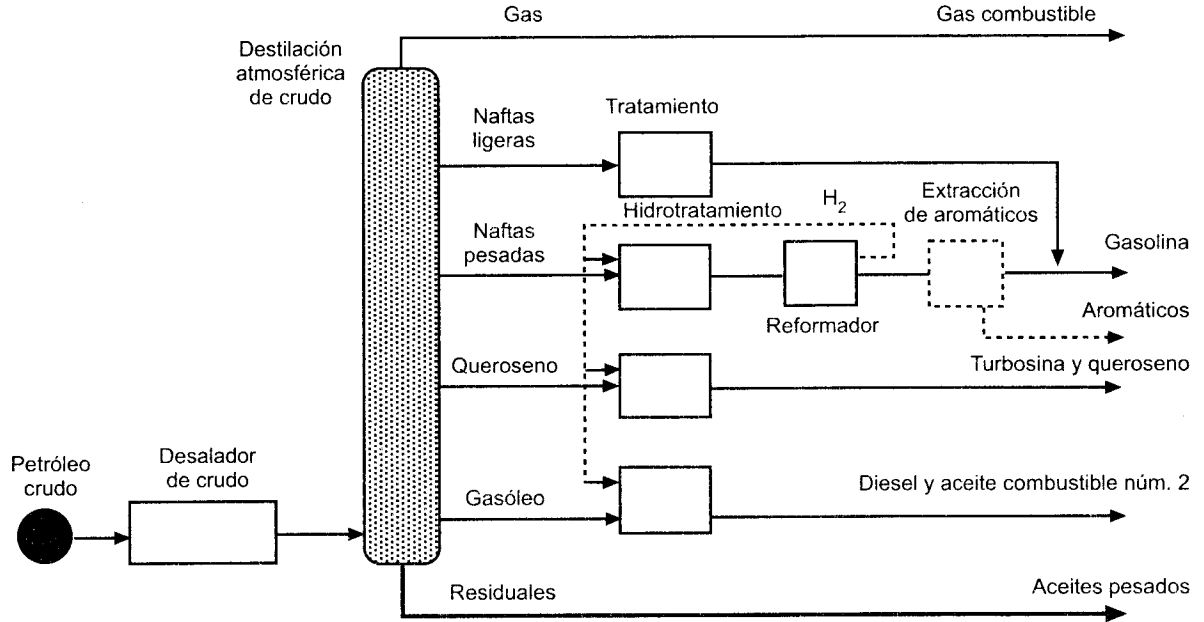 Gas
Gas combustible
Destilación
atmosférica
de crudo
Naftas
ligeras
Tratamiento
Extracción
de aromáticos
Hidrotratamiento
H₂
Naftas
pesadas
Gasolina
Reformador
Aromáticos
Queroseno
Turbosina y queroseno
Petróleo
crudo
Desalador
de crudo
Gasóleo
Diesel y aceite combustible núm. 2
Residuales
Aceites pesados